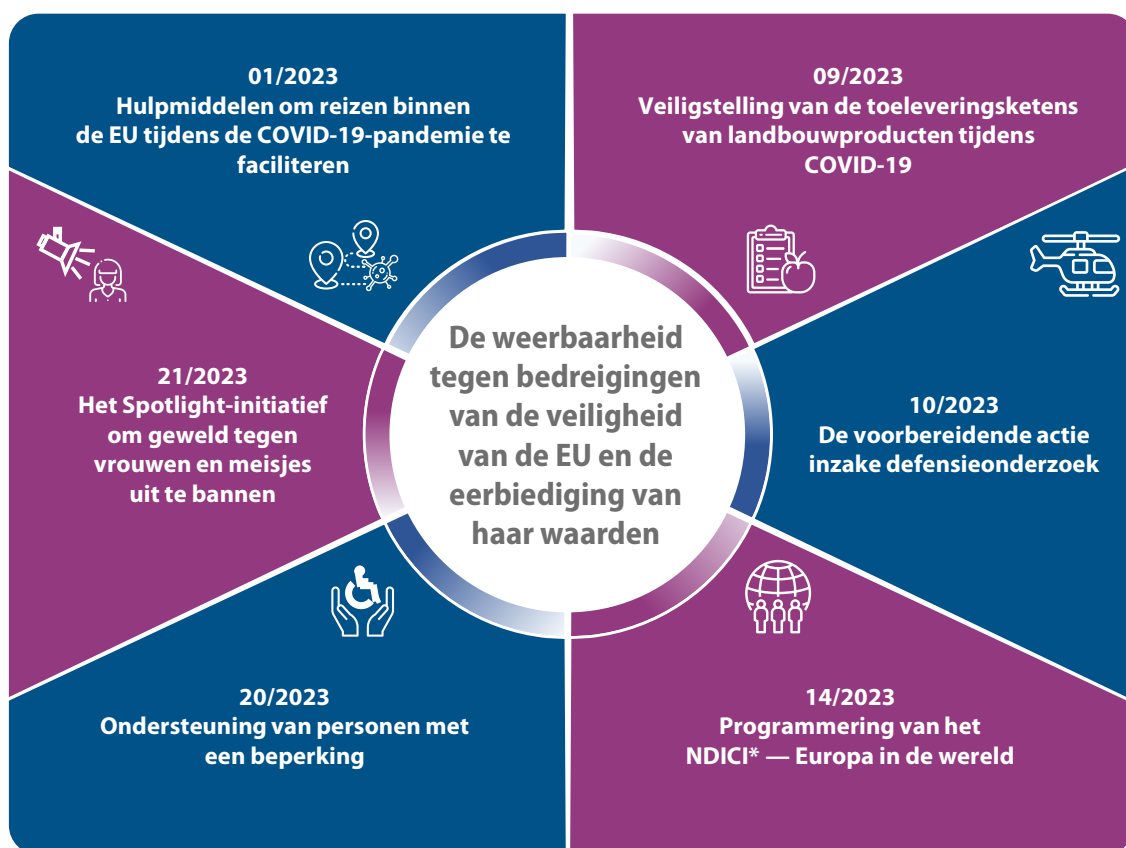 01/2023
Hulpmiddelen om reizen binnen
de EU tijdens de COVID-19-pandemie te
faciliteren
09/2023
Veiligstelling van de toeleveringsketens
van landbouwproducten tijdens
COVID-19
21/2023
Het Spotlight-initiatief
om geweld tegen
vrouwen en meisjes
uit te bannen
De weerbaarheid
tegen bedreigingen
van de veiligheid
van de EU en de
eerbiediging van
haar waarden
10/2023
De voorbereidende actie
inzake defensieonderzoek
20/2023
Ondersteuning van personen met
een beperking
14/2023
Programmering van het
NDICI* — Europa in de wereld